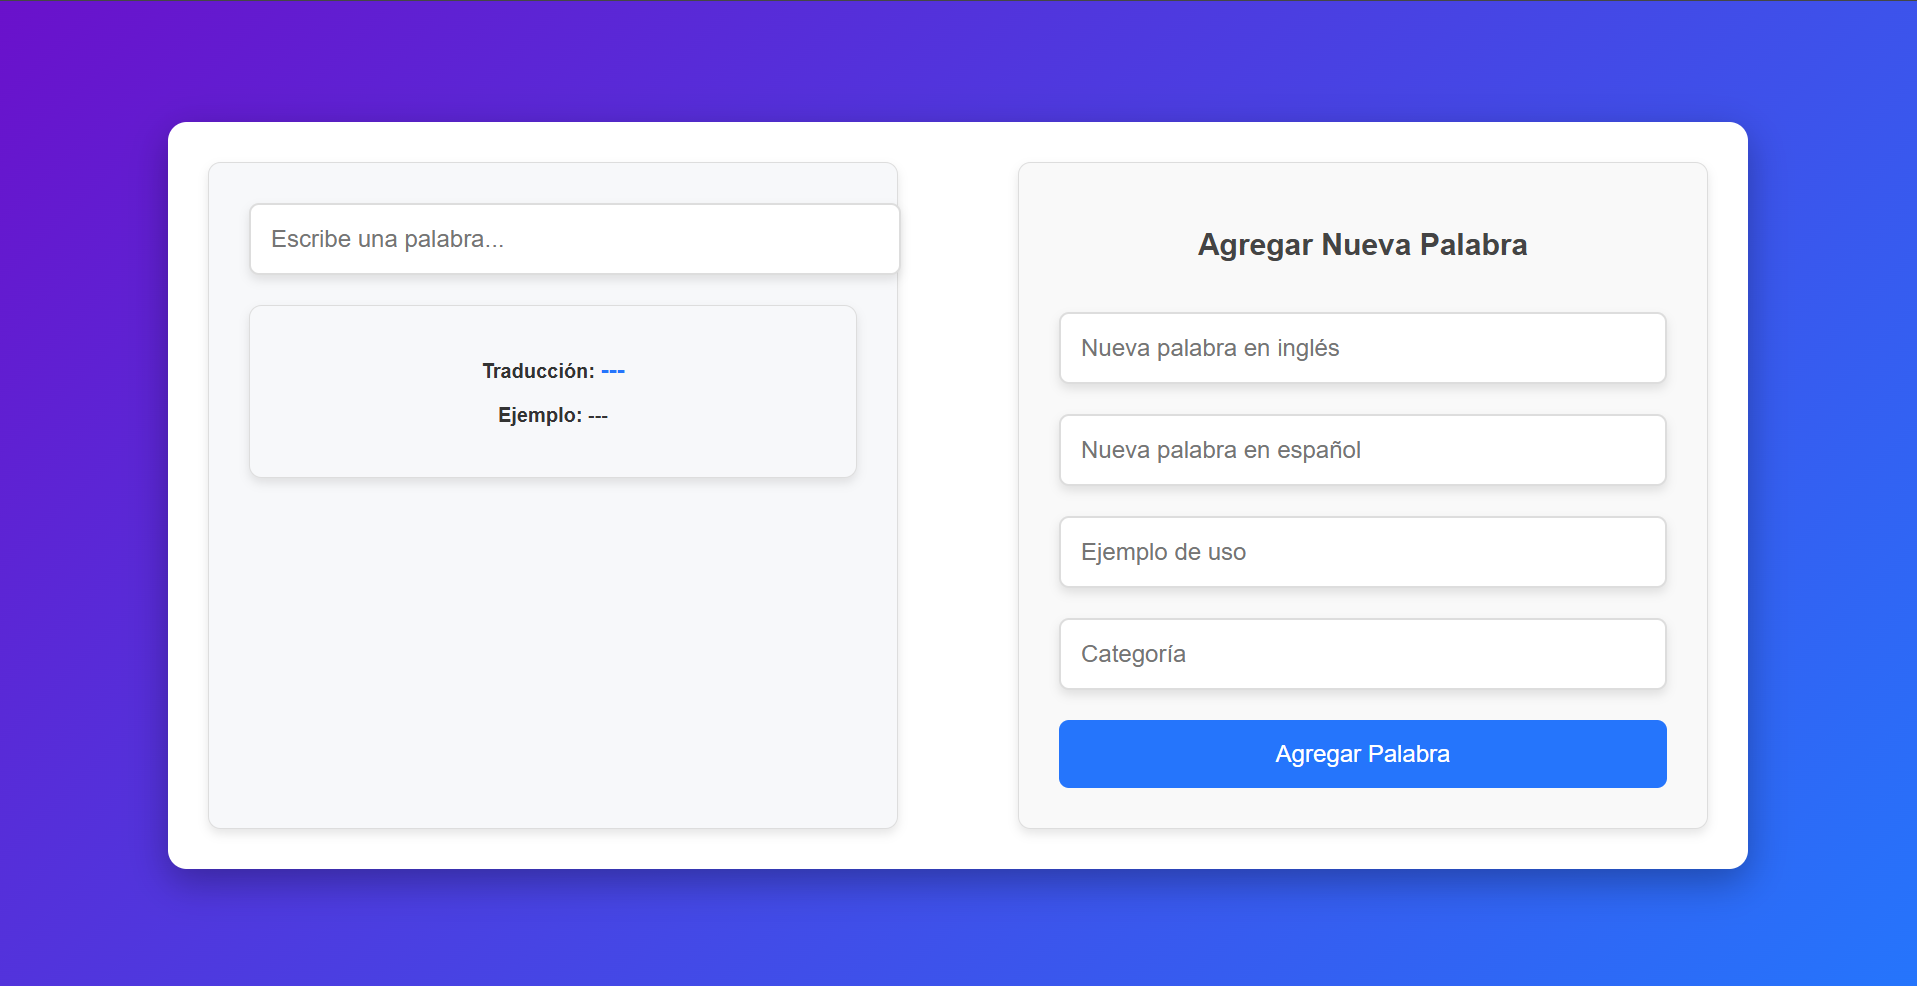 Escribe una palabra...
Traducción: ---
Ejemplo: ---
Agregar Nueva Palabra
Nueva palabra en inglés
Nueva palabra en español
Ejemplo de uso
Categoría
Agregar Palabra